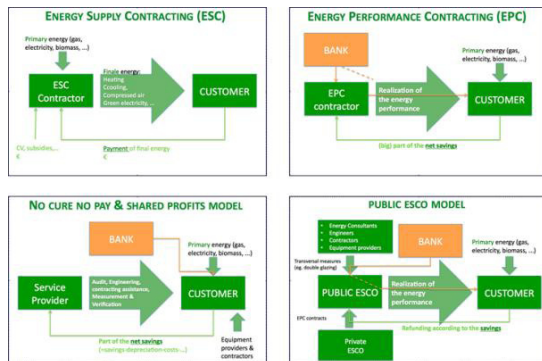 ENERGY SUPPLY CONTRACTING (ESC)
Primary energy (gas,
electricity, biomass, ...)
ESC
Contractor
Finale energy:
Heating
Ccooling,
Compressed air
Green electricity, ...
CUSTOMER
CV, subsidies,...
€
Payment of final energy
€
ENERGY PERFORMANCE CONTRACTING (EPC)
BANK
Primary energy (gas,
electricity, biomass, ...)
EPC
contractor
Realization of
the energy
performance
CUSTOMER
(big) part of the net savings
NO CURE NO PAY & SHARED PROFITS MODEL
BANK
Primary energy (gas,
electricity, biomass, ...)
Service
Provider
Audit, Engineering,
contracting assistence,
Measurement &
Verification
CUSTOMER
Part of the net savings
(=savings-depreciation-costs-...)
Equipment
providers &
contractors
PUBLIC ESCO MODEL
• Energy Consultants
• Engineers
• Contractors
• Equipment providers
BANK
Primary energy (gas,
electricity, biomass, ...)
Transversal measures
(eg. double glazing)
PUBLIC ESCO
Realization of
the energy
performance
CUSTOMER
EPC contracts
Refunding according to the savings
Private
ESCO